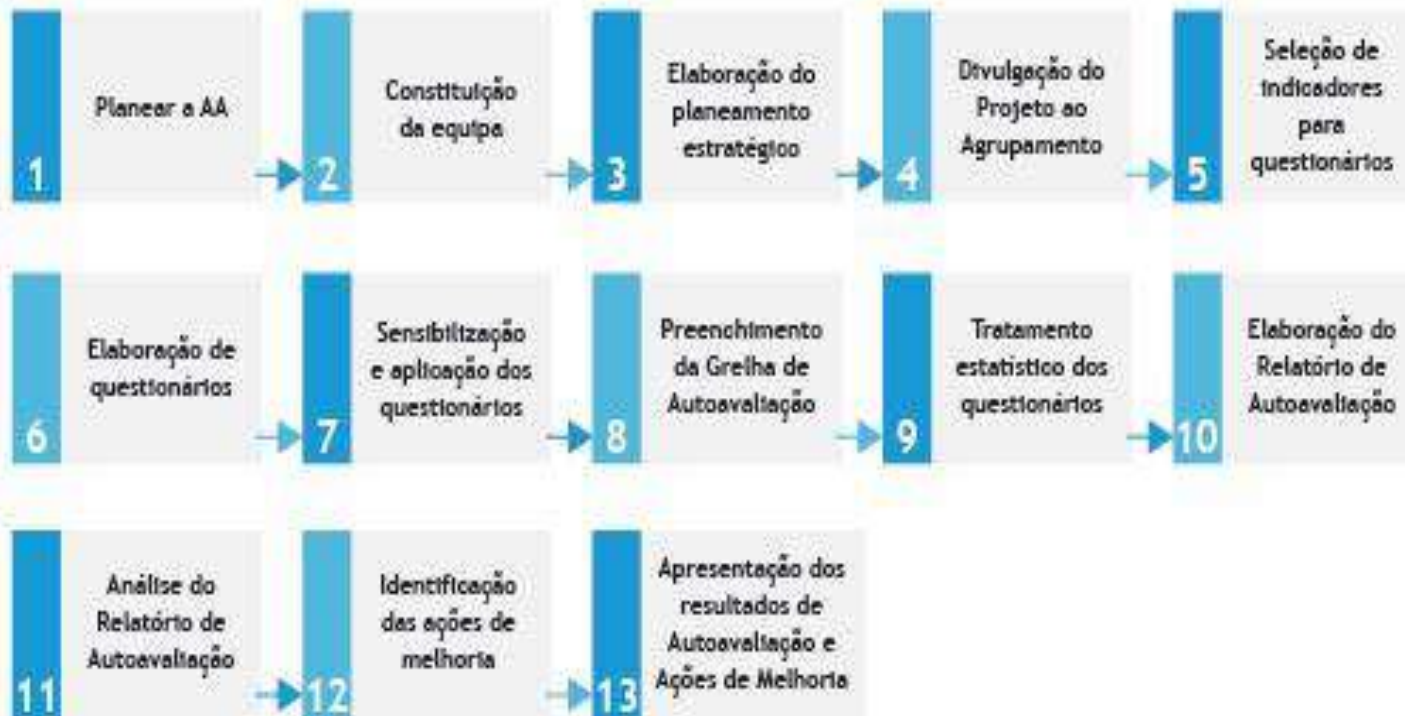 1
Planear a AA
2
Constituição
da equipa
3
Elaboração do
planeamento
estratégico
4
Divulgação do
Projeto ao
Agrupamento
5
Seleção de
indicadores
para
questionários
6
Elaboração de
questionários
7
Sensibilização
e aplicação dos
questionários
8
Preenchimento
da Grelha de
Autoavaliação
9
Tratamento
estatístico dos
questionários
10
Elaboração do
Relatório de
Autoavaliação
11
Análise do
Relatório de
Autoavaliação
12
Identificação
das ações de
melhoria
13
Apresentação dos
resultados de
Autoavaliação e
Ações de Melhoria